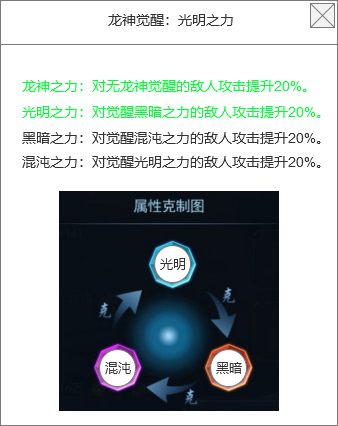 龙神觉醒：光明之力
龙神之力：对无龙神觉醒的敌人攻击提升20%。
光明之力：对觉醒黑暗之力的敌人攻击提升20%。
黑暗之力：对觉醒混沌之力的敌人攻击提升20%。
混沌之力：对觉醒光明之力的敌人攻击提升20%。
属性克制图
光明
克
克
混沌
黑暗
克